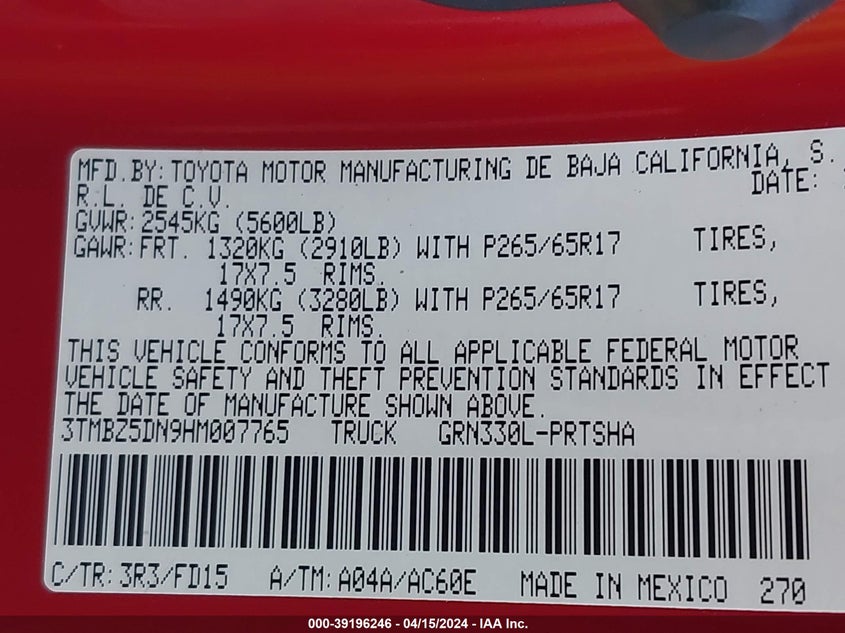 MFD.BY: TOYOTA MOTOR MANUFACTURING DE BAJA CALIFORNIA, S.
R.L. DE C.V. DATE:
GVWR: 2545KG (5600LB)
GAWR: FRT. 1320KG (2910LB) WITH P265/65R17 TIRES,
17X7.5 RIMS.
RR. 1490KG (3280LB) WITH P265/65R17 TIRES,
17X7.5 RIMS.
THIS VEHICLE CONFORMS TO ALL APPLICABLE FEDERAL MOTOR
VEHICLE SAFETY AND THEFT PREVENTION STANDARDS IN EFFECT
THE DATE OF MANUFACTURE SHOWN ABOVE.
3TMBZ5DN9HM007765 TRUCK GRN330L-PRTSHA
C/TR: 3R3/FD15 A/TM: A04A/AC60E MADE IN MEXICO 270
000-39196246 - 04/15/2024 - IAA Inc.